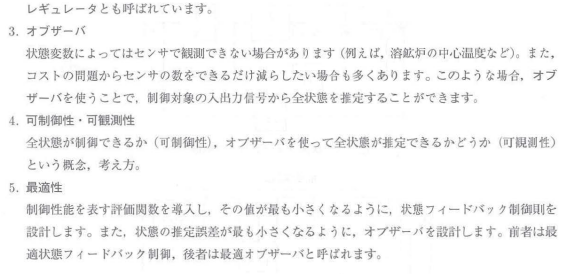 レギュレータとも呼ばれています。
3. オブザーバ
状態変数によってはセンサで観測できない場合があります（例えば，溶鉱炉の中心温度など）。また，
コストの問題からセンサの数をできるだけ減らしたい場合も多くあります。このような場合，オブ
ザーバを使うことで，制御対象の入出力信号から全状態を推定することができます。
4. 可制御性・可観測性
全状態が制御できるか（可制御性），オブザーバを使って全状態が推定できるかどうか（可観測性）
という概念，考え方。
5. 最適性
制御性能を表す評価関数を導入し，その値が最も小さくなるように，状態フィードバック制御則を
設計します。また，状態の推定誤差が最も小さくなるように，オブザーバを設計します。前者は最
適状態フィードバック制御，後者は最適オブザーバと呼ばれます。